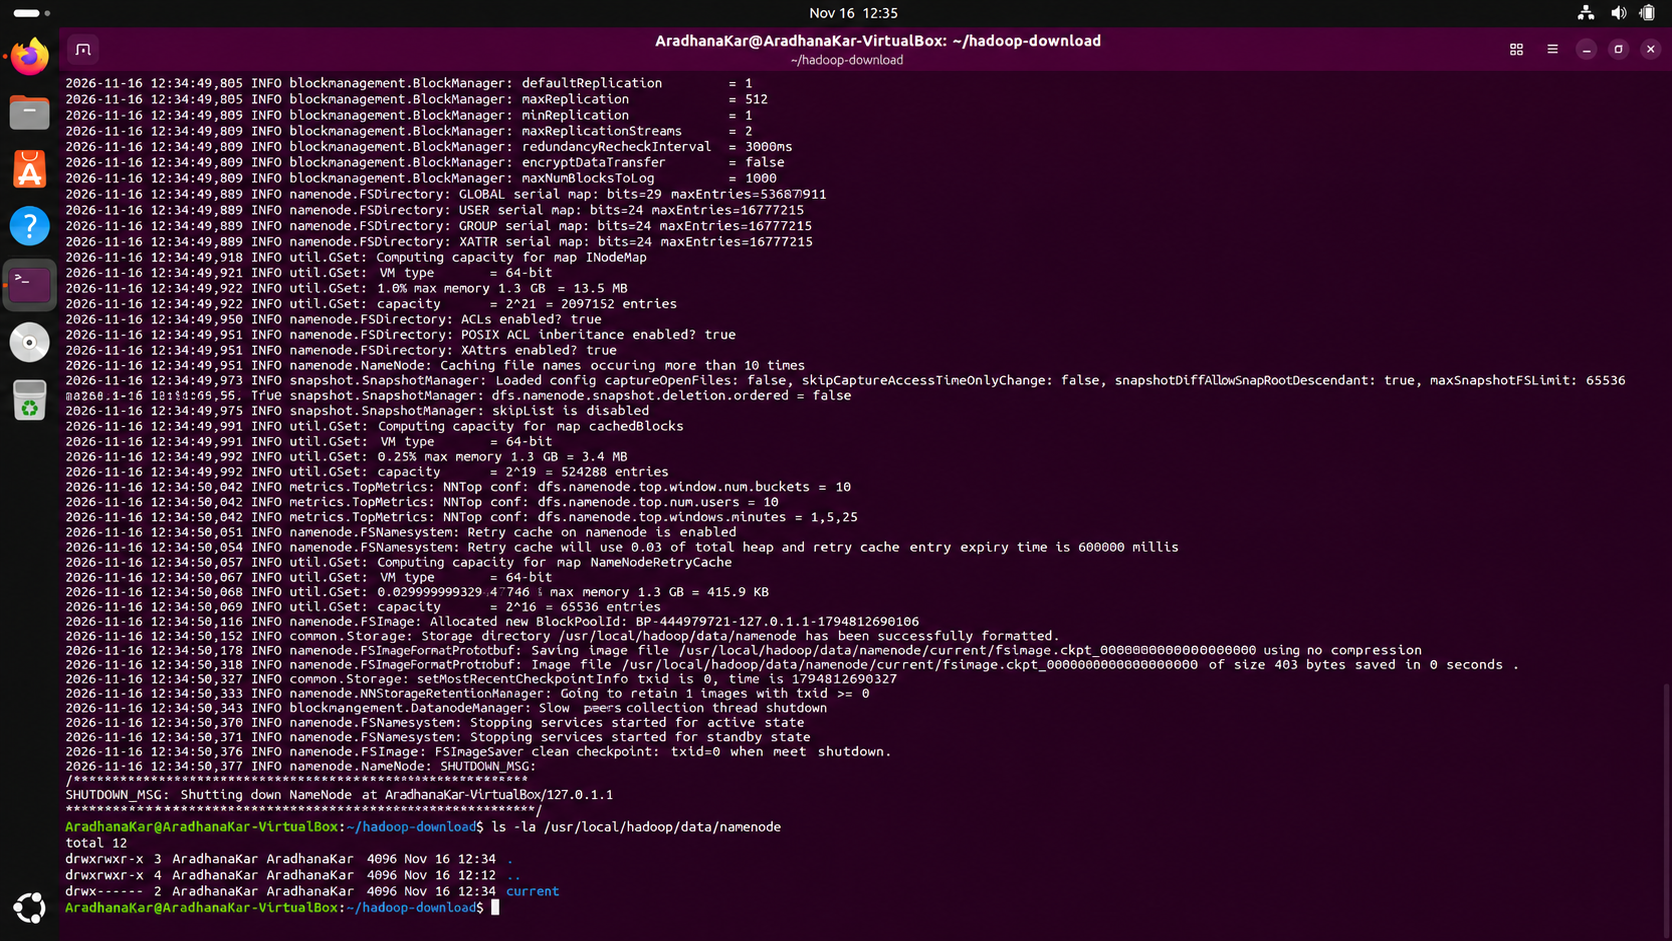 Nov 16 12:35
AradhanaKar@AradhanaKar-VirtualBox: ~/hadoop-download
~/hadoop-download
2026-11-16 12:34:49,805 INFO blockmanagement.BlockManager: defaultReplication = 1
2026-11-16 12:34:49,805 INFO blockmanagement.BlockManager: maxReplication = 512
2026-11-16 12:34:49,809 INFO blockmanagement.BlockManager: minReplication = 1
2026-11-16 12:34:49,809 INFO blockmanagement.BlockManager: maxReplicationStreams = 2
2026-11-16 12:34:49,809 INFO blockmanagement.BlockManager: redundancyRecheckInterval = 3000ms
2026-11-16 12:34:49,809 INFO blockmanagement.BlockManager: encryptDataTransfer = false
2026-11-16 12:34:49,809 INFO blockmanagement.BlockManager: maxNumBlocksToLog = 1000
2026-11-16 12:34:49,889 INFO namenode.FSDirectory: GLOBAL serial map: bits=29 maxEntries=53687911
2026-11-16 12:34:49,889 INFO namenode.FSDirectory: USER serial map: bits=24 maxEntries=16777215
2026-11-16 12:34:49,889 INFO namenode.FSDirectory: GROUP serial map: bits=24 maxEntries=16777215
2026-11-16 12:34:49,889 INFO namenode.FSDirectory: XATTR serial map: bits=24 maxEntries=16777215
2026-11-16 12:34:49,918 INFO util.GSet: Computing capacity for map INodeMap
2026-11-16 12:34:49,921 INFO util.GSet: VM type = 64-bit
2026-11-16 12:34:49,922 INFO util.GSet: 1.0% max memory 1.3 GB = 13.5 MB
2026-11-16 12:34:49,922 INFO util.GSet: capacity = 2^21 = 2097152 entries
2026-11-16 12:34:49,950 INFO namenode.FSDirectory: ACLs enabled? true
2026-11-16 12:34:49,951 INFO namenode.FSDirectory: POSIX ACL inheritance enabled? true
2026-11-16 12:34:49,951 INFO namenode.FSDirectory: XAttrs enabled? true
2026-11-16 12:34:49,951 INFO namenode.NameNode: Caching file names occuring more than 10 times
2026-11-16 12:34:49,973 INFO snapshot.SnapshotManager: Loaded config captureOpenFiles: false, skipCaptureAccessTimeOnlyChange: false, snapshotDiffAllowSnapRootDescendant: true, maxSnapshotFSLimit: 65536
True snapshot.SnapshotManager: dfs.namenode.snapshot.deletion.ordered = false
2026-11-16 12:34:49,975 INFO snapshot.SnapshotManager: skipList is disabled
2026-11-16 12:34:49,991 INFO util.GSet: Computing capacity for map cachedBlocks
2026-11-16 12:34:49,991 INFO util.GSet: VM type = 64-bit
2026-11-16 12:34:49,992 INFO util.GSet: 0.25% max memory 1.3 GB = 3.4 MB
2026-11-16 12:34:49,992 INFO util.GSet: capacity = 2^19 = 524288 entries
2026-11-16 12:34:50,042 INFO metrics.TopMetrics: NNTop conf: dfs.namenode.top.window.num.buckets = 10
2026-11-16 12:34:50,042 INFO metrics.TopMetrics: NNTop conf: dfs.namenode.top.num.users = 10
2026-11-16 12:34:50,042 INFO metrics.TopMetrics: NNTop conf: dfs.namenode.top.windows.minutes = 1,5,25
2026-11-16 12:34:50,051 INFO namenode.FSNamesystem: Retry cache on namenode is enabled
2026-11-16 12:34:50,054 INFO namenode.FSNamesystem: Retry cache will use 0.03 of total heap and retry cache entry expiry time is 600000 millis
2026-11-16 12:34:50,057 INFO util.GSet: Computing capacity for map NameNodeRetryCache
2026-11-16 12:34:50,067 INFO util.GSet: VM type = 64-bit
2026-11-16 12:34:50,068 INFO util.GSet: max memory 1.3 GB = 415.9 KB
2026-11-16 12:34:50,069 INFO util.GSet: capacity = 2^16 = 65536 entries
2026-11-16 12:34:50,116 INFO namenode.FSImage: Allocated new BlockPoolId: BP-444979721-127.0.1.1-1794812690106
2026-11-16 12:34:50,152 INFO common.Storage: Storage directory /usr/local/hadoop/data/namenode has been successfully formatted.
2026-11-16 12:34:50,178 INFO namenode.FSImageFormatPrototbuf: Saving image file /usr/local/hadoop/data/namenode/current/fsimage.ckpt_0000000000000000000 using no compression
2026-11-16 12:34:50,318 INFO namenode.FSImageFormatProtobuf: Image file /usr/local/hadoop/data/namenode/current/fsimage.ckpt_0000000000000000000 of size 403 bytes saved in 0 seconds .
2026-11-16 12:34:50,327 INFO common.Storage: setMostRecentCheckpointInfo txid is 0, time is 1794812690327
2026-11-16 12:34:50,333 INFO namenode.NNStorageRetentionManager: Going to retain 1 images with txid >= 0
2026-11-16 12:34:50,343 INFO blockmangement.DatanodeManager: Slow peers collection thread shutdown
2026-11-16 12:34:50,370 INFO namenode.FSNamesystem: Stopping services started for active state
2026-11-16 12:34:50,371 INFO namenode.FSNamesystem: Stopping services started for standby state
2026-11-16 12:34:50,376 INFO namenode.FSImage: FSImageSaver clean checkpoint: txid=0 when meet shutdown.
2026-11-16 12:34:50,377 INFO namenode.NameNode: SHUTDOWN_MSG:
/************************************************************
SHUTDOWN_MSG: Shutting down NameNode at AradhanaKar-VirtualBox/127.0.1.1
************************************************************/
AradhanaKar@AradhanaKar-VirtualBox:~/hadoop-download$ ls -la /usr/local/hadoop/data/namenode
total 12
drwxrwxr-x 3 AradhanaKar AradhanaKar 4096 Nov 16 12:34 .
drwxrwxr-x 4 AradhanaKar AradhanaKar 4096 Nov 16 12:12 ..
drwx------ 2 AradhanaKar AradhanaKar 4096 Nov 16 12:34 current
AradhanaKar@AradhanaKar-VirtualBox:~/hadoop-download$